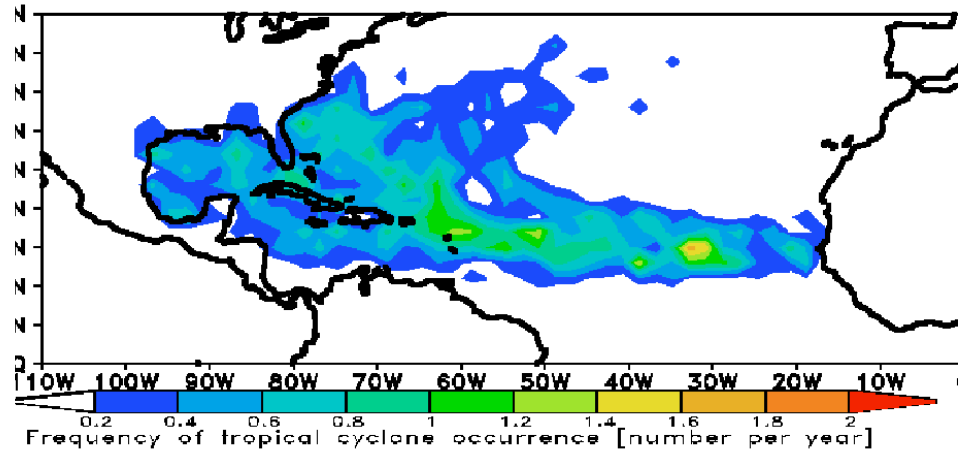 N
N
N
N
N
N
N
N
110W 100W 90W 80W 70W 60W 50W 40W 30W 20W 10W
0.2 0.4 0.6 0.8 1 1.2 1.4 1.6 1.8 2
Frequency of tropical cyclone occurrence [number per year]